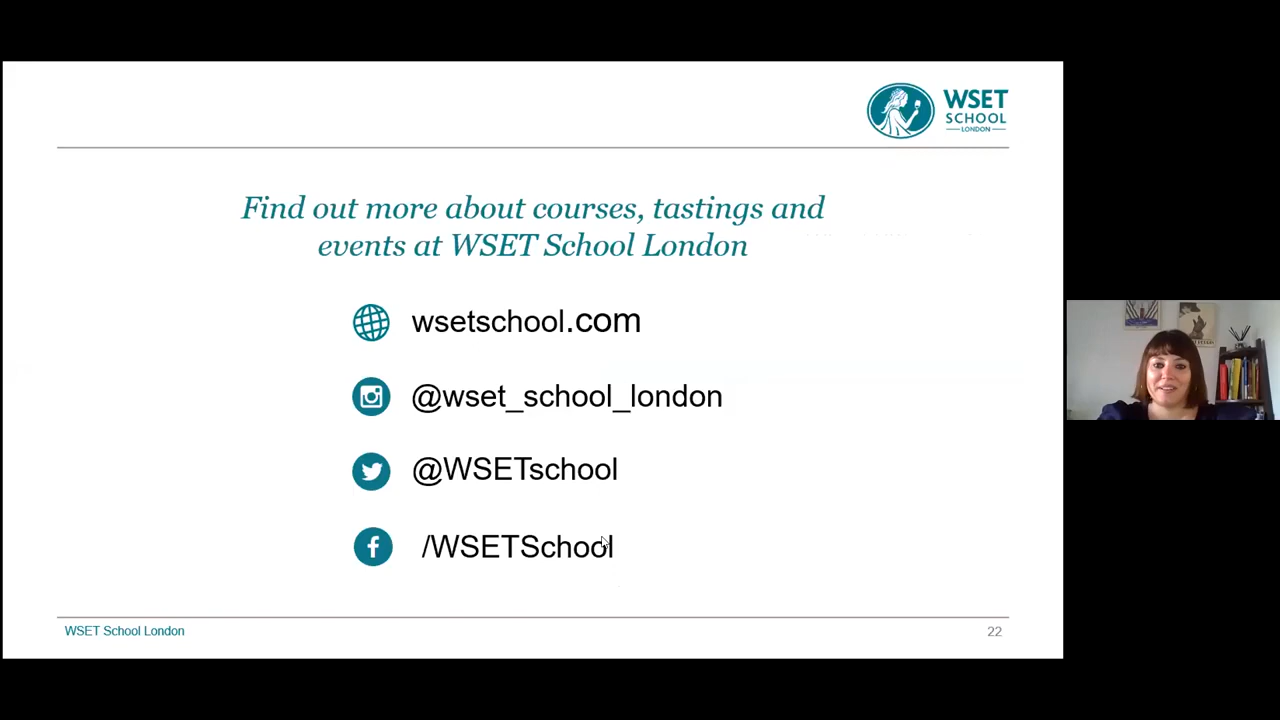 WSET
SCHOOL
LONDON
Find out more about courses, tastings and
events at WSET School London
wsetschool.com
@wset_school_london
@WSETschool
/WSETSchool
WSET School London
22